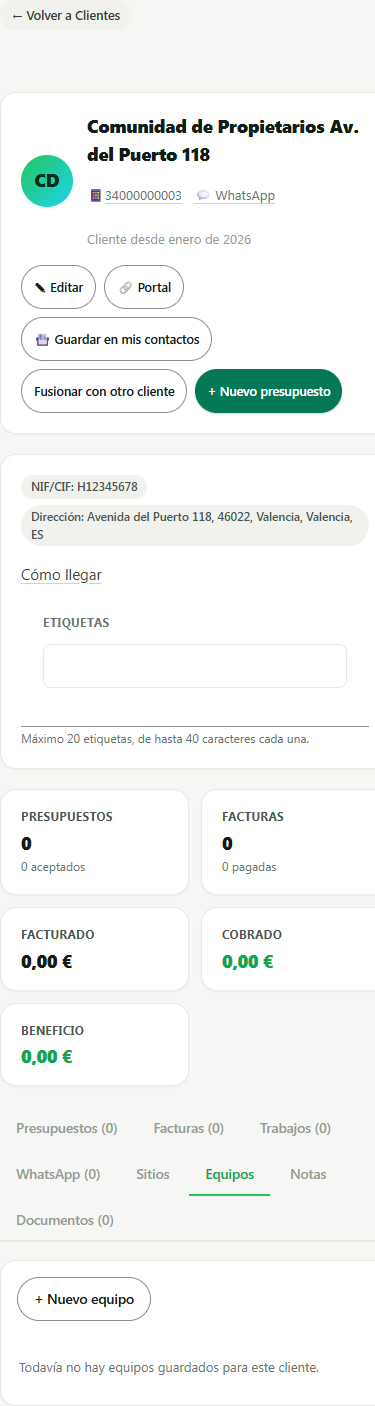 ← Volver a Clientes
Comunidad de Propietarios Av.
del Puerto 118
CD
34000000003 WhatsApp
Cliente desde enero de 2026
Editar Portal
Guardar en mis contactos
Fusionar con otro cliente + Nuevo presupuesto
NIF/CIF: H12345678
Dirección: Avenida del Puerto 118, 46022, Valencia, Valencia,
ES
Cómo llegar
ETIQUETAS
Máximo 20 etiquetas, de hasta 40 caracteres cada una.
PRESUPUESTOS FACTURAS
0 0
0 aceptados 0 pagadas
FACTURADO COBRADO
0,00 € 0,00 €
BENEFICIO
0,00 €
Presupuestos (0) Facturas (0) Trabajos (0)
WhatsApp (0) Sitios Equipos Notas
Documentos (0)
+ Nuevo equipo
Todavía no hay equipos guardados para este cliente.